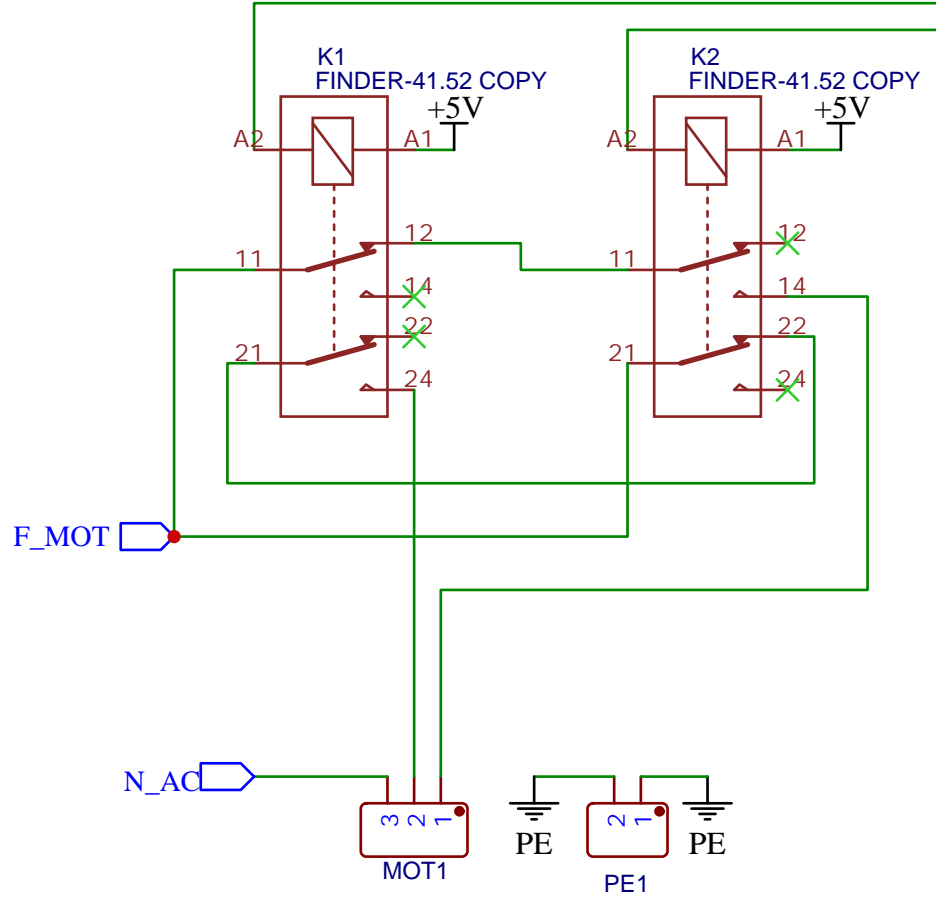 K1
FINDER-41.52 COPY
+5V
A2
A1
12
11
14
22
21
24
K2
FINDER-41.52 COPY
+5V
A2
A1
12
11
14
22
21
24
F_MOT
N_AC
3
2
1
MOT1
PE
2
1
PE
PE1